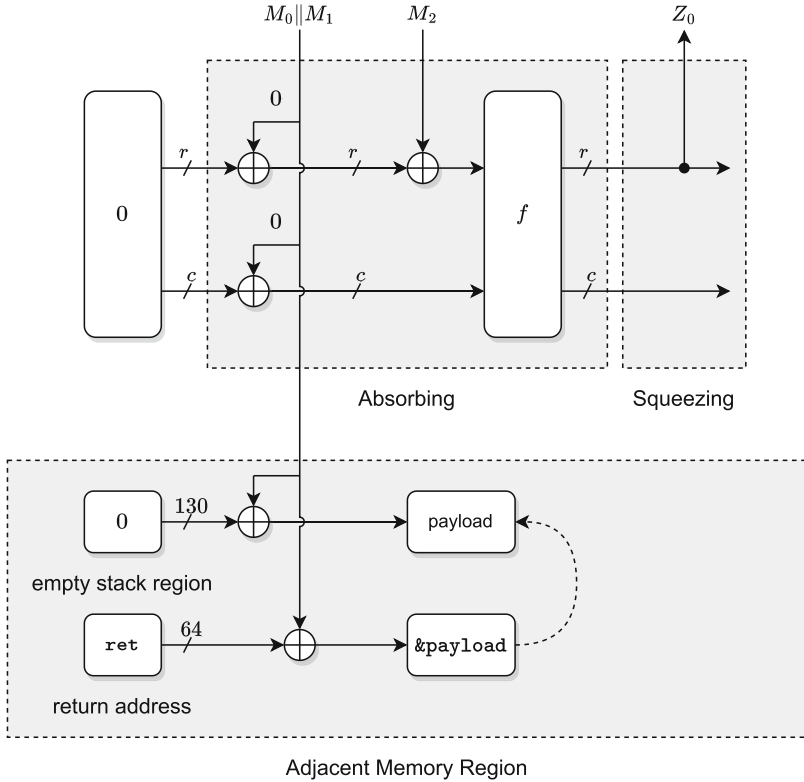 M₀||M₁ M₂ Z₀
0
r r r
0 f
0
c c c
Absorbing Squeezing
0 130 payload
empty stack region
ret 64 &payload
return address
Adjacent Memory Region